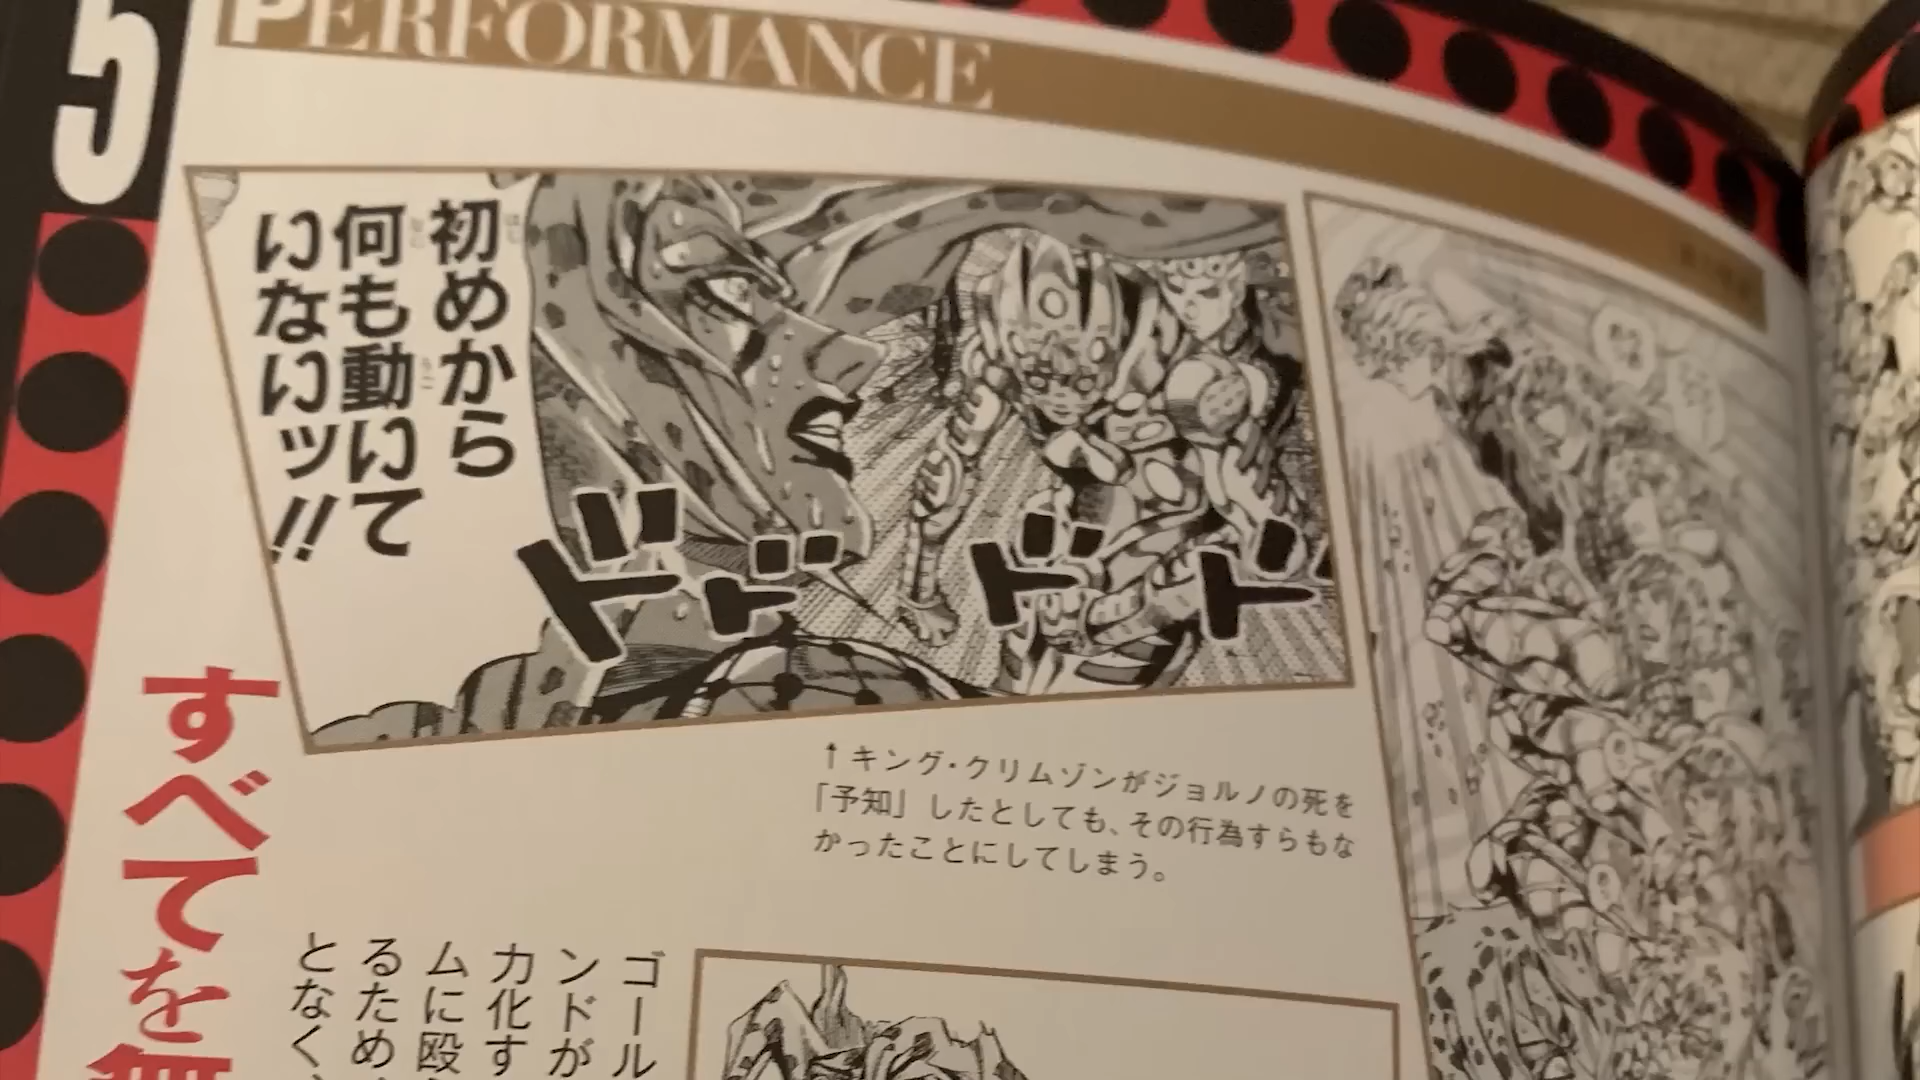 5
PERFORMANCE
初めから
何も動いて
いないッ!!
ドドドド
↑キング・クリムゾンがジョルノの死を
「予知」したとしても、その行為すらもな
かったことにしてしまう。
すべてを無
ゴール
ンドが
力化す
ムに殴
るため
となく、